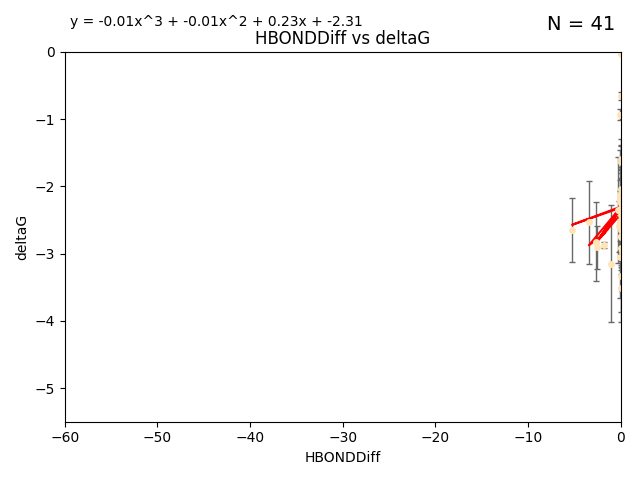 y = -0.01x^3 + -0.01x^2 + 0.23x + -2.31
N = 41
HBONDDiff vs deltaG
deltaG
0
−1
−2
−3
−4
−5
−60
−50
−40
−30
−20
−10
0
HBONDDiff